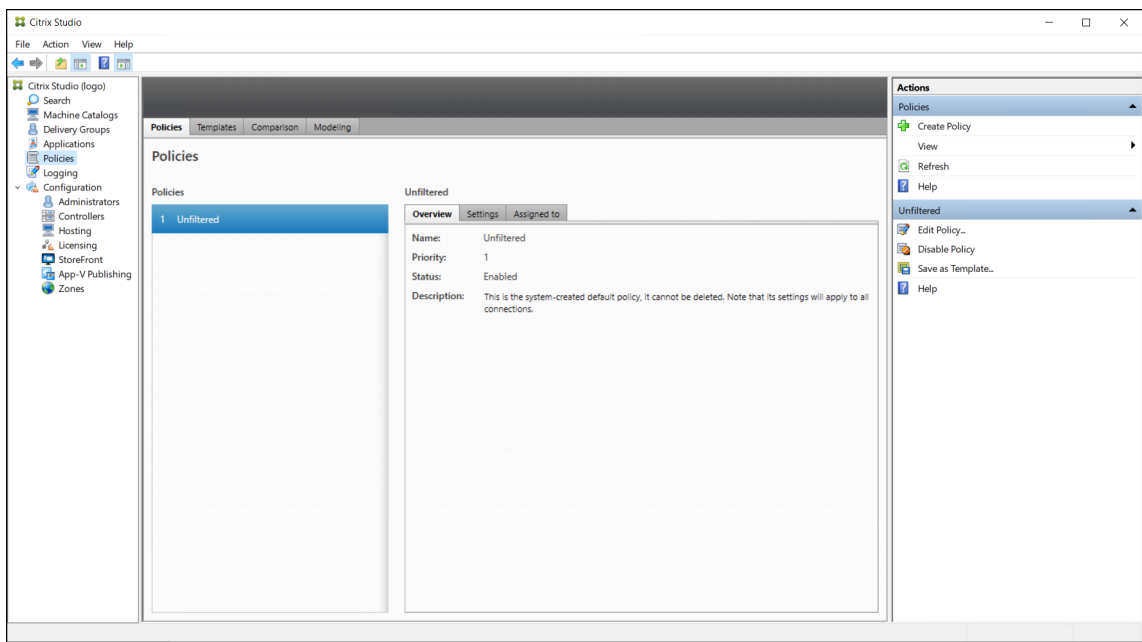 Citrix Studio
File Action View Help
Citrix Studio (logo)
Search
Machine Catalogs
Delivery Groups
Applications
Policies
Logging
Configuration
Administrators
Controllers
Hosting
Licensing
StoreFront
App-V Publishing
Zones
Policies Templates Comparison Modeling
Policies
Policies
1 Unfiltered
Unfiltered
Overview Settings Assigned to
Name: Unfiltered
Priority: 1
Status: Enabled
Description: This is the system-created default policy, it cannot be deleted. Note that its settings will apply to all
connections.
Actions
Policies
Create Policy
View
Refresh
Help
Unfiltered
Edit Policy...
Disable Policy
Save as Template...
Help